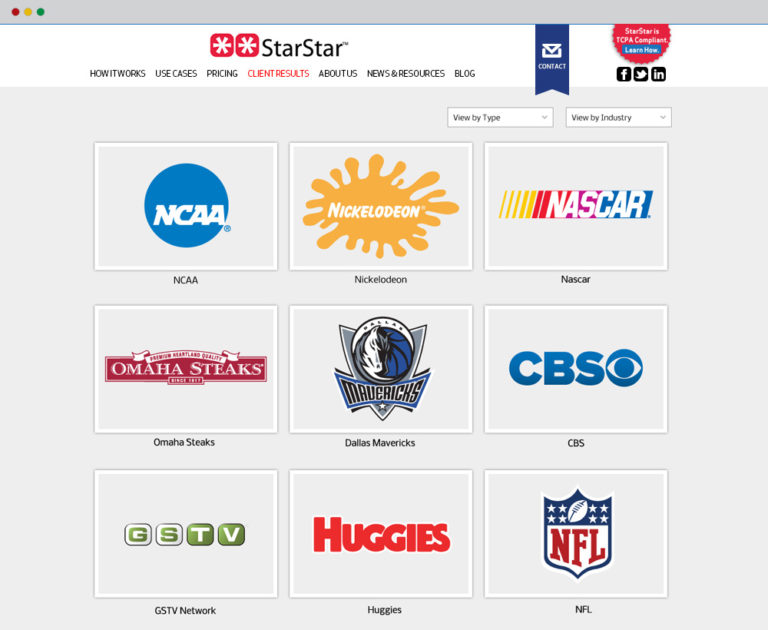 StarStar™
CONTACT
StarStar is
TCPA Compliant.
Learn How.
HOW IT WORKS USE CASES PRICING CLIENT RESULTS ABOUT US NEWS & RESOURCES BLOG
View by Type View by Industry
NCAA®
NICKELODEON®
NASCAR®
NCAA
Nickelodeon
Nascar
PREMIUM HEARTLAND QUALITY
OMAHA STEAKS®
SINCE 1917
DALLAS
MAVERICKS
CBS
Omaha Steaks
Dallas Mavericks
CBS
GSTV
HUGGIES
NFL
GSTV Network
Huggies
NFL